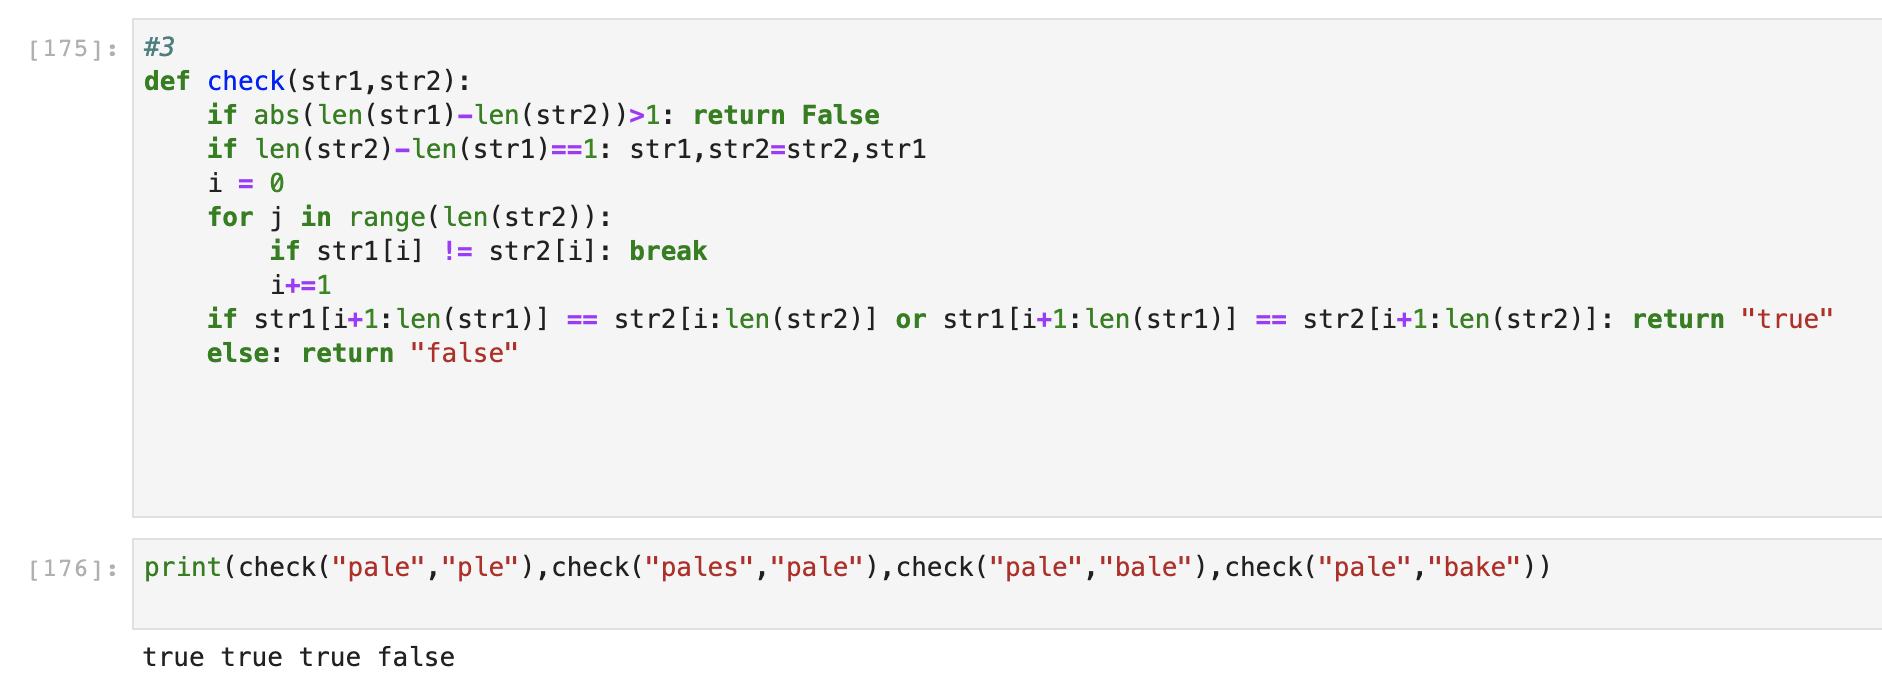 [175]:
#3
def check(str1,str2):
    if abs(len(str1)-len(str2))>1: return False
    if len(str2)-len(str1)==1: str1,str2=str2,str1
    i = 0
    for j in range(len(str2)):
        if str1[i] != str2[i]: break
        i+=1
    if str1[i+1:len(str1)] == str2[i:len(str2)] or str1[i+1:len(str1)] == str2[i+1:len(str2)]: return "true"
    else: return "false"
[176]:
print(check("pale","ple"),check("pales","pale"),check("pale","bale"),check("pale","bake"))
true true true false